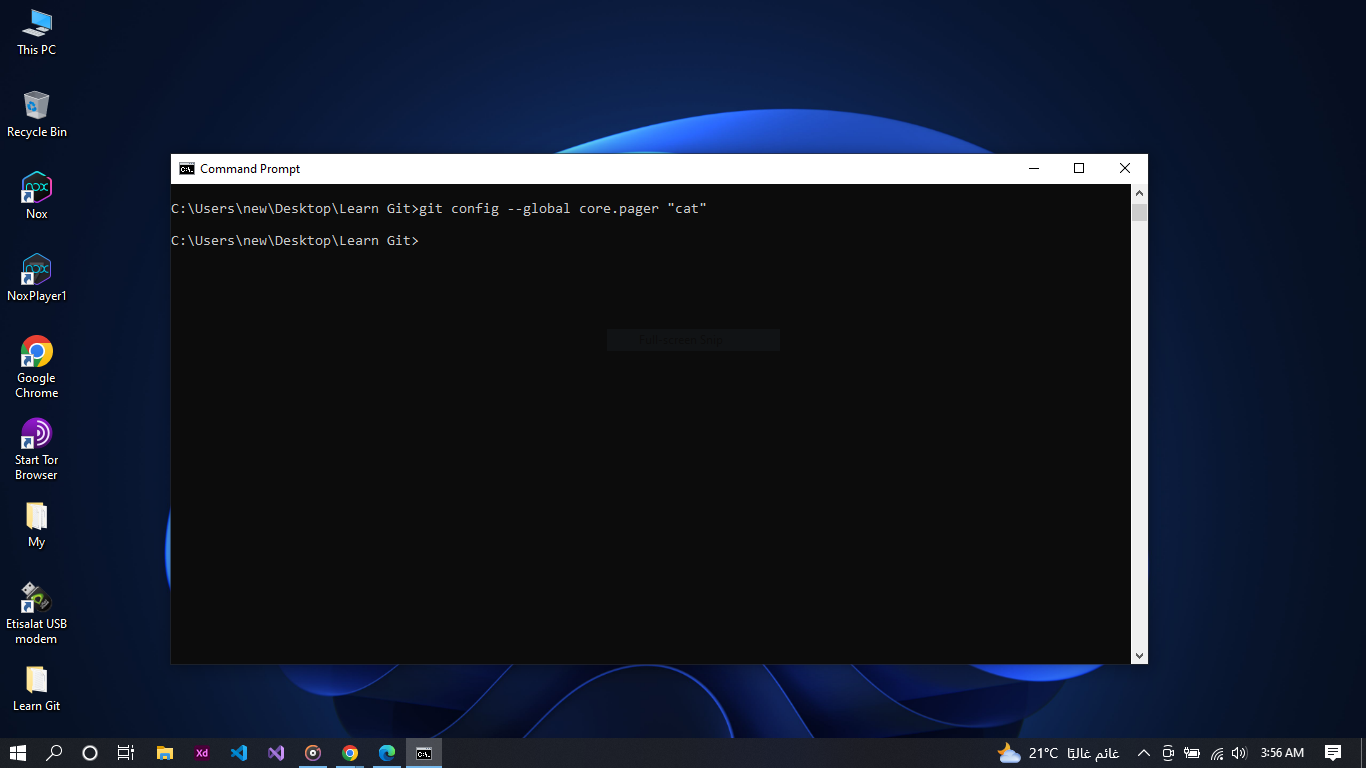 This PC
Recycle Bin
Nox
NoxPlayer1
Google
Chrome
Start Tor
Browser
My
Etisalat USB
modem
Learn Git
Command Prompt
C:\Users\new\Desktop\Learn Git>git config --global core.pager "cat"
C:\Users\new\Desktop\Learn Git>
Full-screen Snip
Xd
21°C غائم غالبًا
3:56 AM